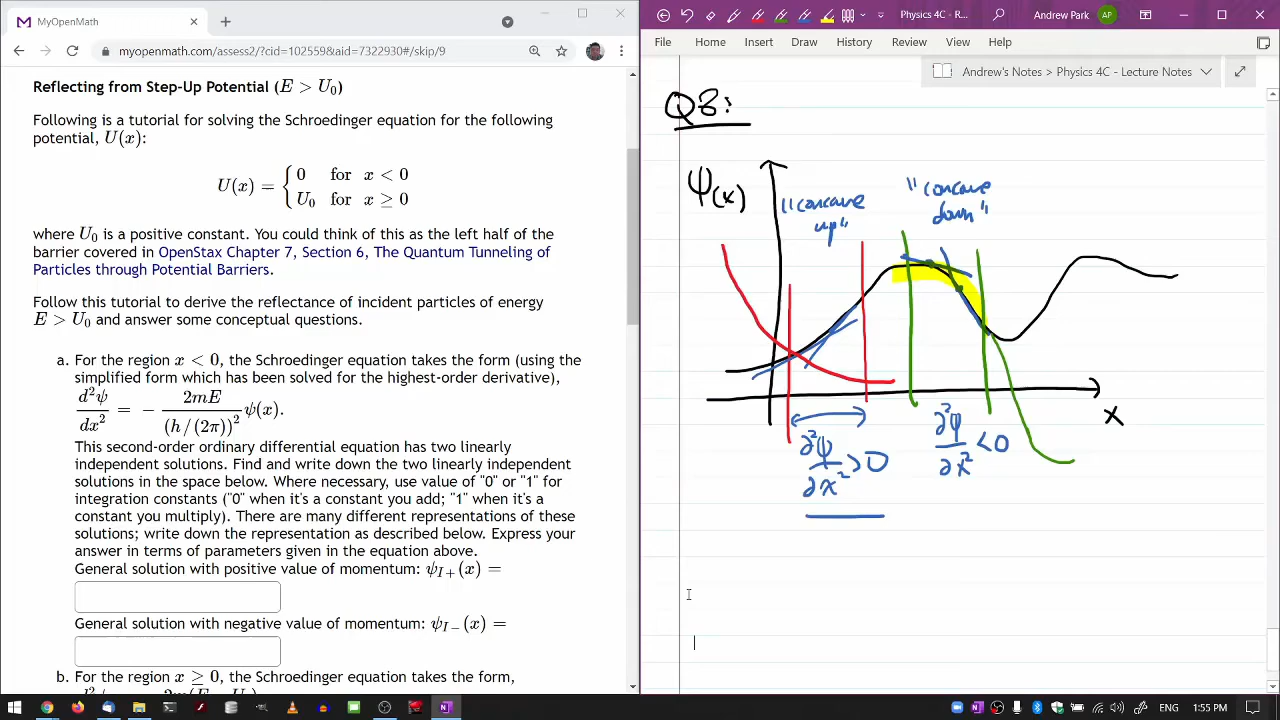 MyOpenMath
Physics 4C - R...
Andrew Park
AP
myopenmath.com/assess2/?cid=102559&aid=7322930#/skip/9
File Home Insert Draw History Review View Help
Andrew's Notes > Physics 4C - Lecture Notes
Reflecting from Step-Up Potential (E > U₀)
Following is a tutorial for solving the Schroedinger equation for the following
potential, U(x):
U(x) = { 0 for x < 0
U₀ for x ≥ 0
where U₀ is a positive constant. You could think of this as the left half of the
barrier covered in OpenStax Chapter 7, Section 6, The Quantum Tunneling of
Particles through Potential Barriers.
Follow this tutorial to derive the reflectance of incident particles of energy
E > U₀ and answer some conceptual questions.
a. For the region x < 0, the Schroedinger equation takes the form (using the
simplified form which has been solved for the highest-order derivative),
d²ψ/dx² = − 2mE/(h/(2π))² ψ(x).
This second-order ordinary differential equation has two linearly
independent solutions. Find and write down the two linearly independent
solutions in the space below. Where necessary, use value of "0" or "1" for
integration constants ("0" when it's a constant you add; "1" when it's a
constant you multiply). There are many different representations of these
solutions; write down the representation as described below. Express your
answer in terms of parameters given in the equation above.
General solution with positive value of momentum: ψ_I+(x) =
General solution with negative value of momentum: ψ_I−(x) =
b. For the region x ≥ 0, the Schroedinger equation takes the form,
Q8:
ψ(x)
"concave
up"
"concave
down"
x
∂²ψ/∂x² > 0
∂²ψ/∂x² < 0
ENG 1:55 PM